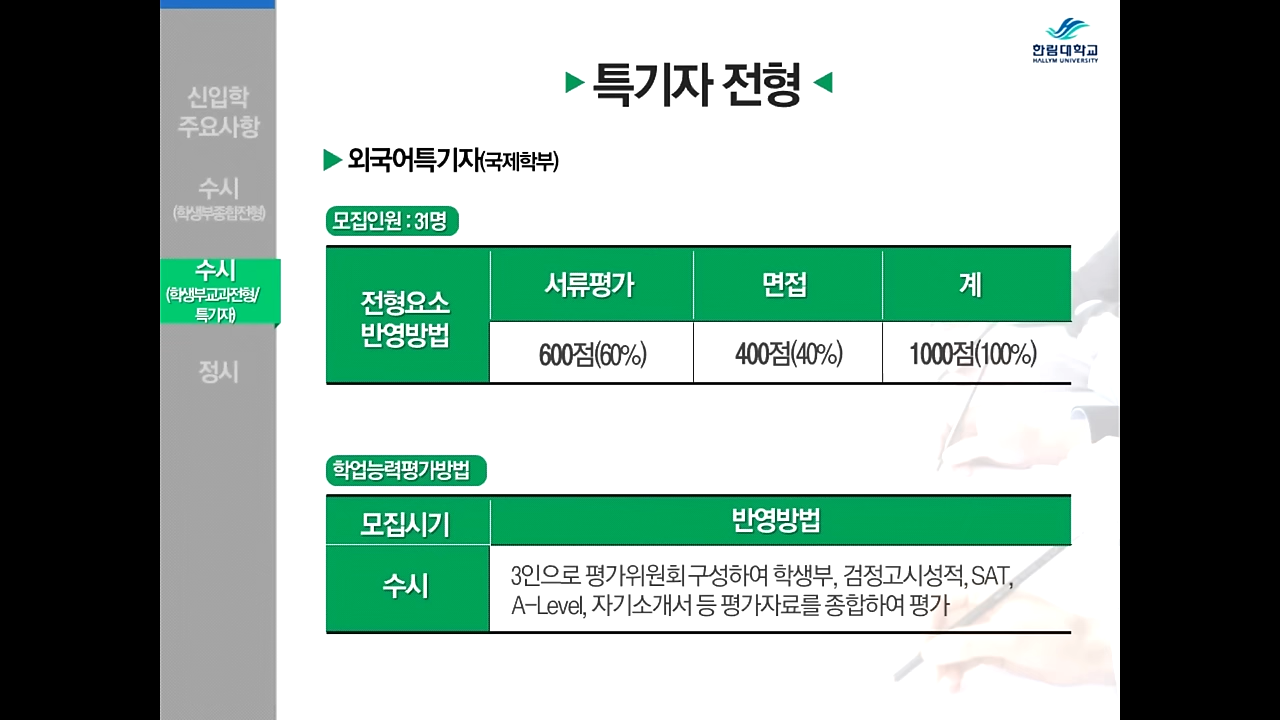 신입학
주요사항
수시
(학생부종합전형)
수시
(학생부교과전형/
특기자)
정시
한림대학교
HALLYM UNIVERSITY
특기자 전형
외국어특기자(국제학부)
모집인원 : 31명
전형요소
반영방법
서류평가
면접
계
600점(60%)
400점(40%)
1000점(100%)
학업능력평가방법
모집시기
반영방법
수시
3인으로 평가위원회 구성하여 학생부, 검정고시성적, SAT,
A-Level, 자기소개서 등 평가자료를 종합하여 평가